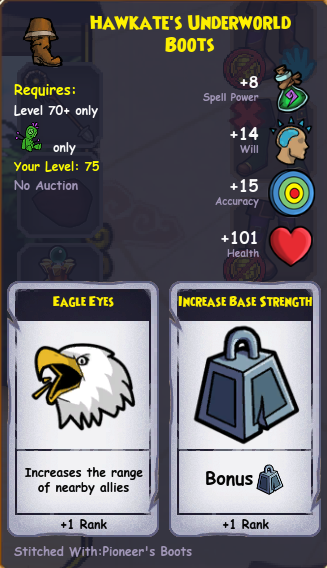 Hawkate's Underworld
Boots
Requires:
Level 70+ only
only
Your Level: 75
No Auction
+8
Spell Power
+14
Will
+15
Accuracy
+101
Health
Eagle Eyes
Increases the range
of nearby allies
+1 Rank
Increase Base Strength
Bonus
+1 Rank
Stitched With:Pioneer's Boots